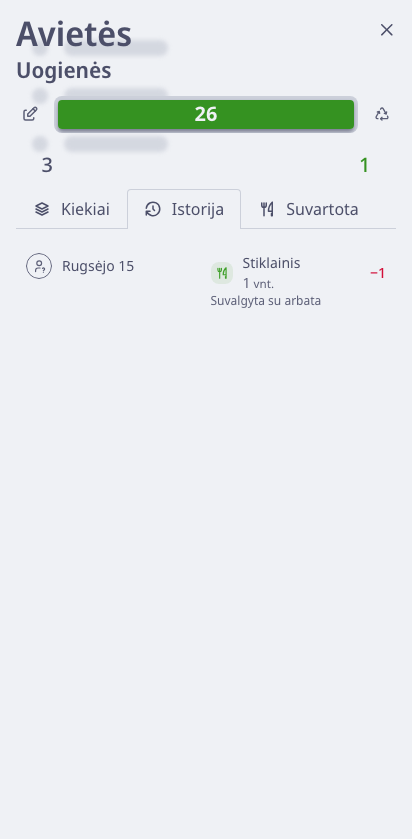 Avietės
Uogienės
26
3 1
Kiekiai Istorija Suvartota
Rugsėjo 15
Stiklainis
1 vnt. −1
Suvalgyta su arbata